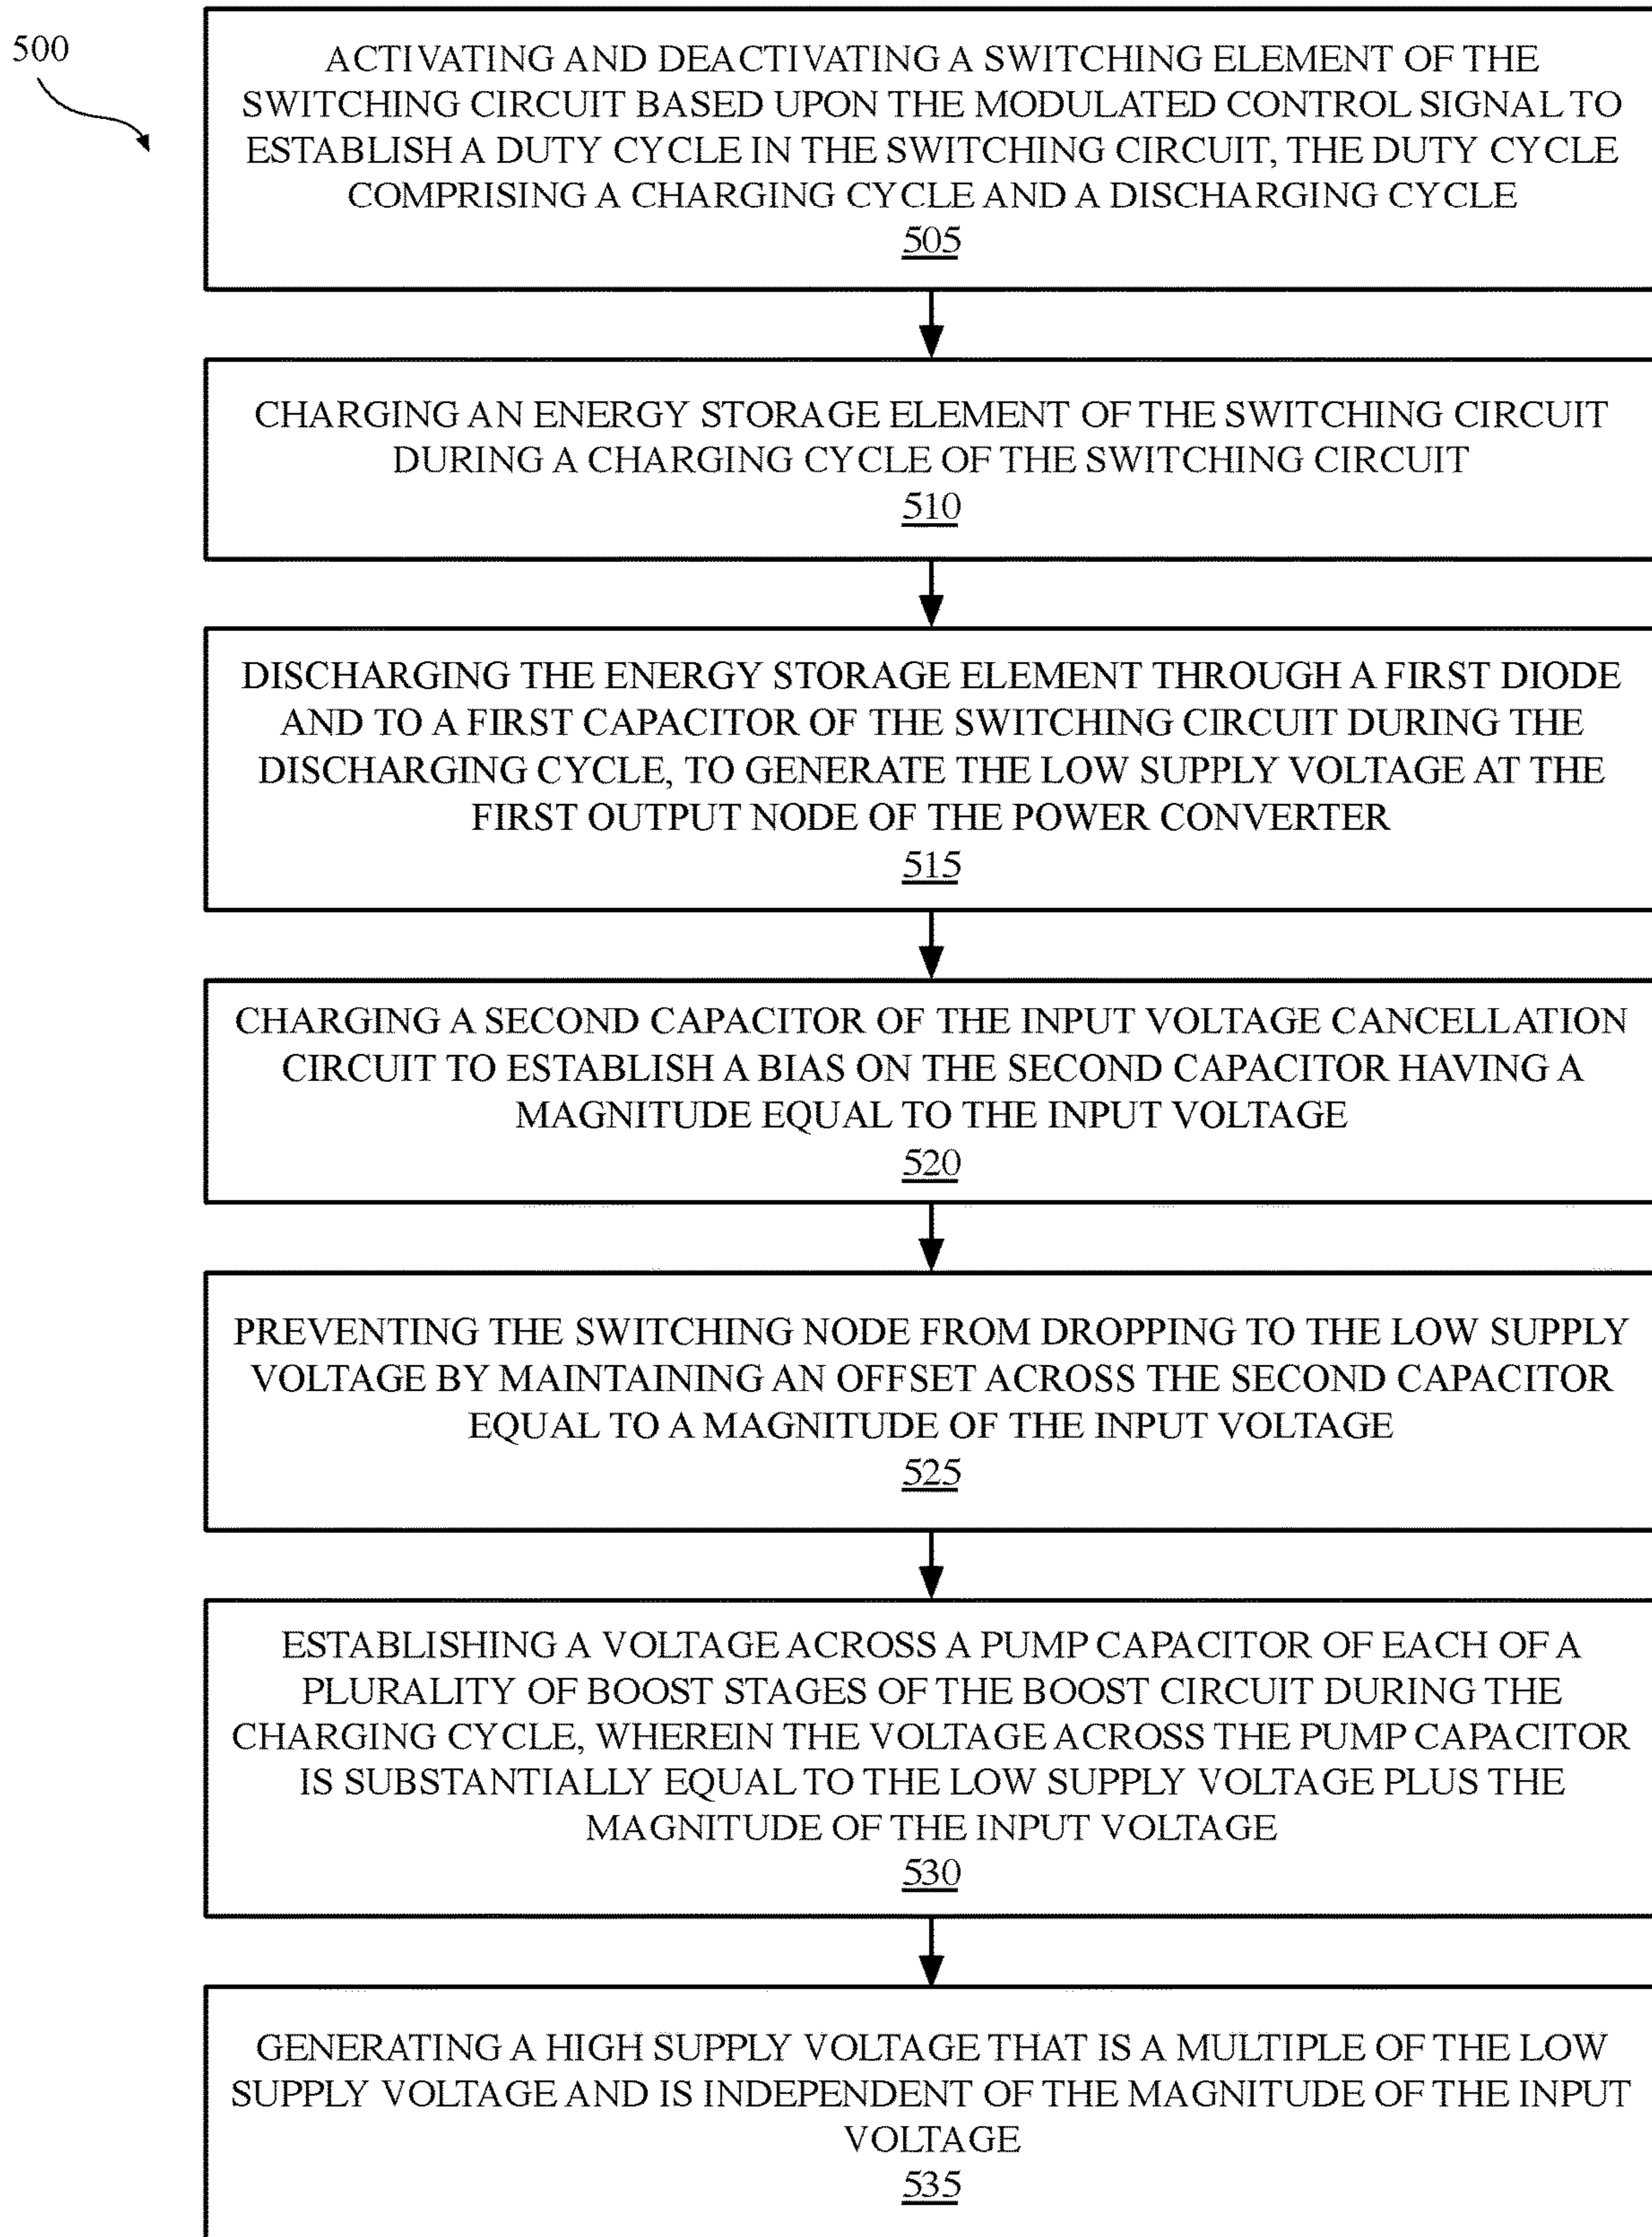 500
ACTIVATING AND DEACTIVATING A SWITCHING ELEMENT OF THE
SWITCHING CIRCUIT BASED UPON THE MODULATED CONTROL SIGNAL TO
ESTABLISH A DUTY CYCLE IN THE SWITCHING CIRCUIT, THE DUTY CYCLE
COMPRISING A CHARGING CYCLE AND A DISCHARGING CYCLE
505
CHARGING AN ENERGY STORAGE ELEMENT OF THE SWITCHING CIRCUIT
DURING A CHARGING CYCLE OF THE SWITCHING CIRCUIT
510
DISCHARGING THE ENERGY STORAGE ELEMENT THROUGH A FIRST DIODE
AND TO A FIRST CAPACITOR OF THE SWITCHING CIRCUIT DURING THE
DISCHARGING CYCLE, TO GENERATE THE LOW SUPPLY VOLTAGE AT THE
FIRST OUTPUT NODE OF THE POWER CONVERTER
515
CHARGING A SECOND CAPACITOR OF THE INPUT VOLTAGE CANCELLATION
CIRCUIT TO ESTABLISH A BIAS ON THE SECOND CAPACITOR HAVING A
MAGNITUDE EQUAL TO THE INPUT VOLTAGE
520
PREVENTING THE SWITCHING NODE FROM DROPPING TO THE LOW SUPPLY
VOLTAGE BY MAINTAINING AN OFFSET ACROSS THE SECOND CAPACITOR
EQUAL TO A MAGNITUDE OF THE INPUT VOLTAGE
525
ESTABLISHING A VOLTAGE ACROSS A PUMP CAPACITOR OF EACH OF A
PLURALITY OF BOOST STAGES OF THE BOOST CIRCUIT DURING THE
CHARGING CYCLE, WHEREIN THE VOLTAGE ACROSS THE PUMP CAPACITOR
IS SUBSTANTIALLY EQUAL TO THE LOW SUPPLY VOLTAGE PLUS THE
MAGNITUDE OF THE INPUT VOLTAGE
530
GENERATING A HIGH SUPPLY VOLTAGE THAT IS A MULTIPLE OF THE LOW
SUPPLY VOLTAGE AND IS INDEPENDENT OF THE MAGNITUDE OF THE INPUT
VOLTAGE
535